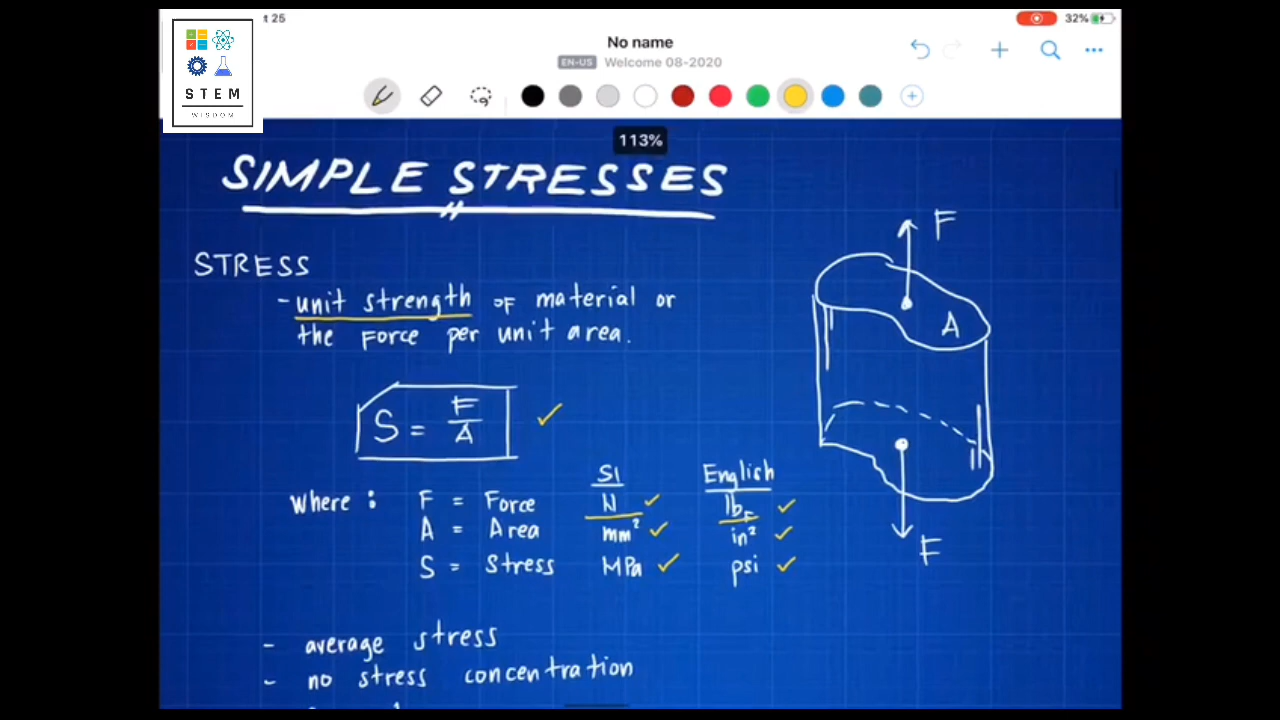 t 25
32%
STEM
WISDOM
No name
EN-US Welcome 08-2020
113%
SIMPLE STRESSES
STRESS
- unit strength of material or
the Force per unit area.
S = F/A
SI English
Where : F = Force N lbF
A = Area mm² in²
S = Stress MPa psi
- average stress
- no stress concentration
F
A
F